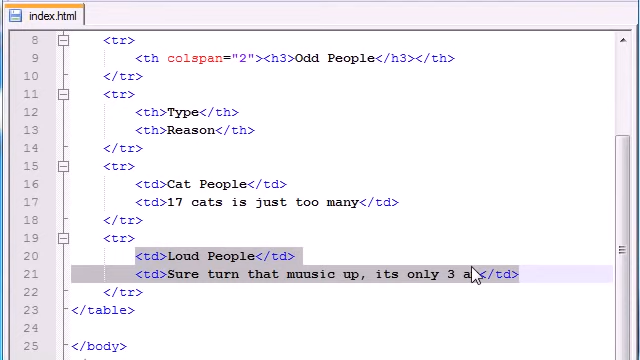 index.html
8 <tr>
9 <th colspan="2"><h3>Odd People</h3></th>
10 </tr>
11 <tr>
12 <th>Type</th>
13 <th>Reason</th>
14 </tr>
15 <tr>
16 <td>Cat People</td>
17 <td>17 cats is just too many</td>
18 </tr>
19 <tr>
20 <td>Loud People</td>
21 <td>Sure turn that muusic up, its only 3 a</td>
22 </tr>
23 </table>
24
25 </body>